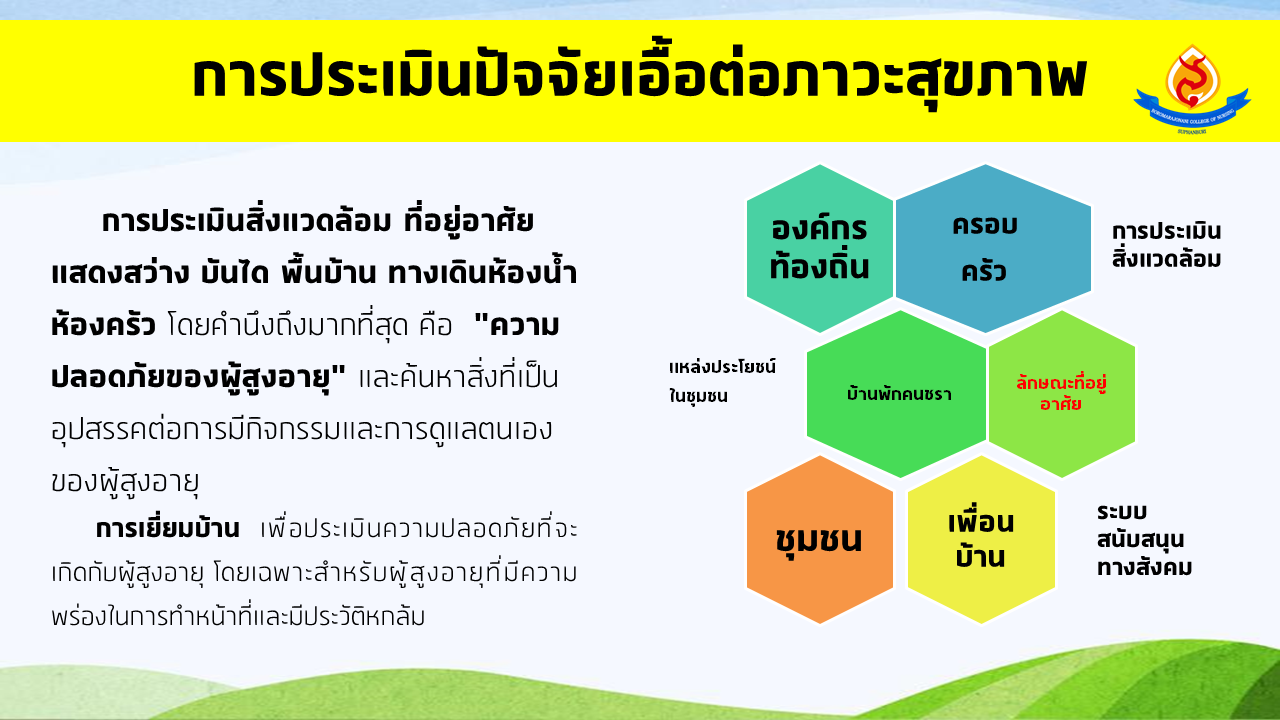 การประเมินปัจจัยเอื้อต่อภาวะสุขภาพ
BOROMARAJONANI COLLEGE OF NURSING
SUPHANBURI
การประเมินสิ่งแวดล้อม ที่อยู่อาศัย
แสดงสว่าง บันได พื้นบ้าน ทางเดินห้องน้ำ
ห้องครัว โดยคำนึงถึงมากที่สุด คือ "ความ
ปลอดภัยของผู้สูงอายุ" และค้นหาสิ่งที่เป็น
อุปสรรคต่อการมีกิจกรรมและการดูแลตนเอง
ของผู้สูงอายุ
การเยี่ยมบ้าน เพื่อประเมินความปลอดภัยที่จะ
เกิดกับผู้สูงอายุ โดยเฉพาะสำหรับผู้สูงอายุที่มีความ
พร่องในการทำหน้าที่และมีประวัติหกล้ม
องค์กร
ท้องถิ่น
ครอบ
ครัว
การประเมิน
สิ่งแวดล้อม
แหล่งประโยชน์
ในชุมชน
บ้านพักคนชรา
ลักษณะที่อยู่
อาศัย
ชุมชน
เพื่อน
บ้าน
ระบบ
สนับสนุน
ทางสังคม